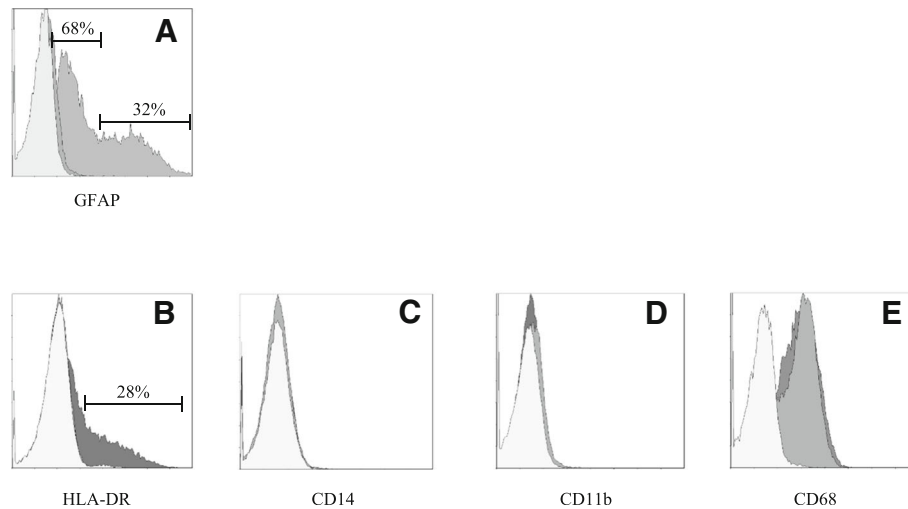 A
68%
32%
GFAP
B
28%
HLA-DR
C
CD14
D
CD11b
E
CD68